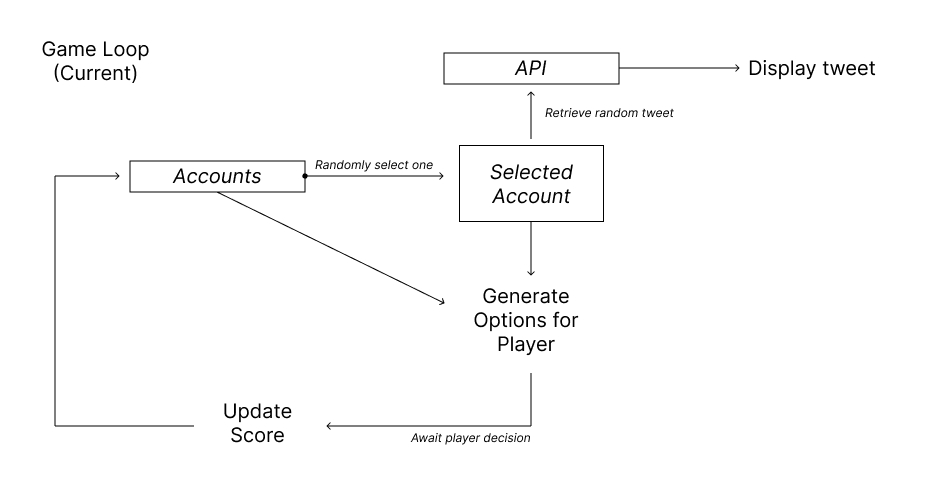 Game Loop
(Current)
API
Display tweet
Retrieve random tweet
Accounts
Randomly select one
Selected
Account
Generate
Options for
Player
Update
Score
Await player decision